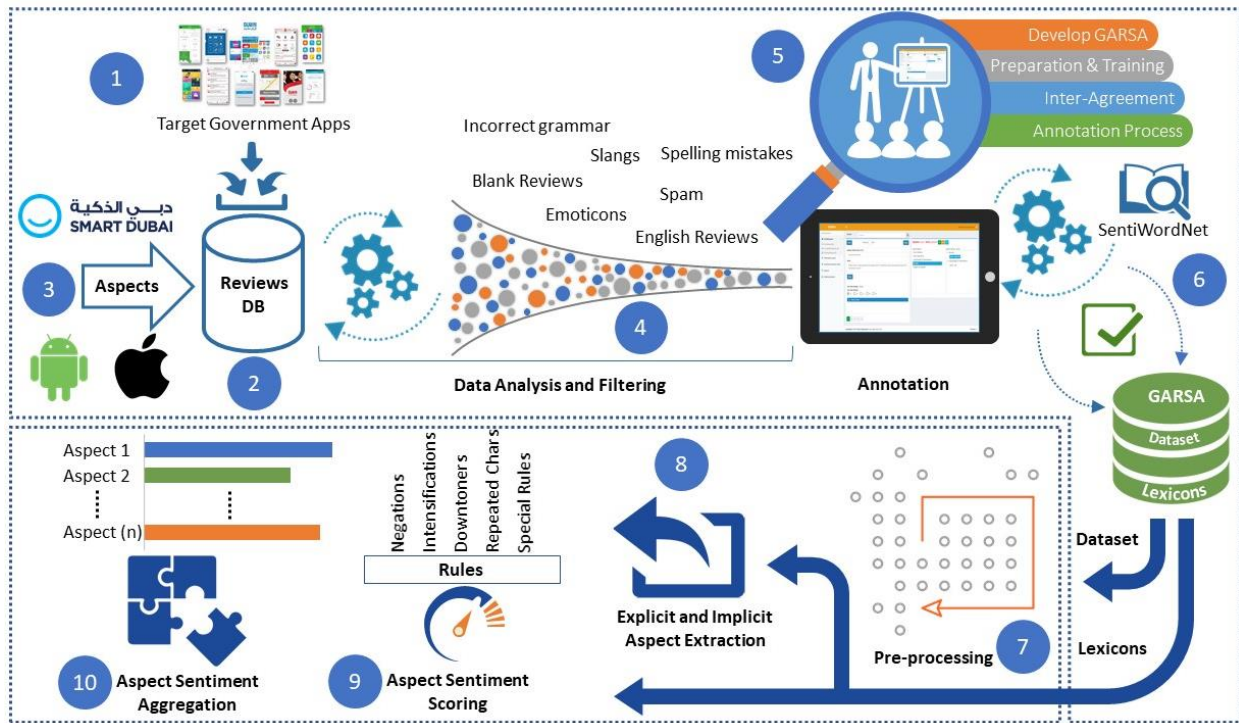 1
Target Government Apps
دبـي الذكية
SMART DUBAI
3
Aspects
Reviews
DB
2
Incorrect grammar
Slangs
Spelling mistakes
Blank Reviews
Spam
Emoticons
English Reviews
4
Data Analysis and Filtering
5
Develop GARSA
Preparation & Training
Inter-Agreement
Annotation Process
Annotation
SentiWordNet
6
GARSA
Dataset
Lexicons
Dataset
Lexicons
7
Pre-processing
8
Explicit and Implicit
Aspect Extraction
Negations
Intensifications
Downtoners
Repeated Chars
Special Rules
Rules
9
Aspect Sentiment
Scoring
Aspect 1
Aspect 2
Aspect (n)
10
Aspect Sentiment
Aggregation